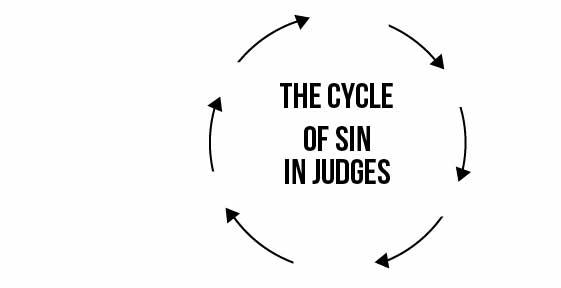 THE CYCLE
OF SIN
IN JUDGES